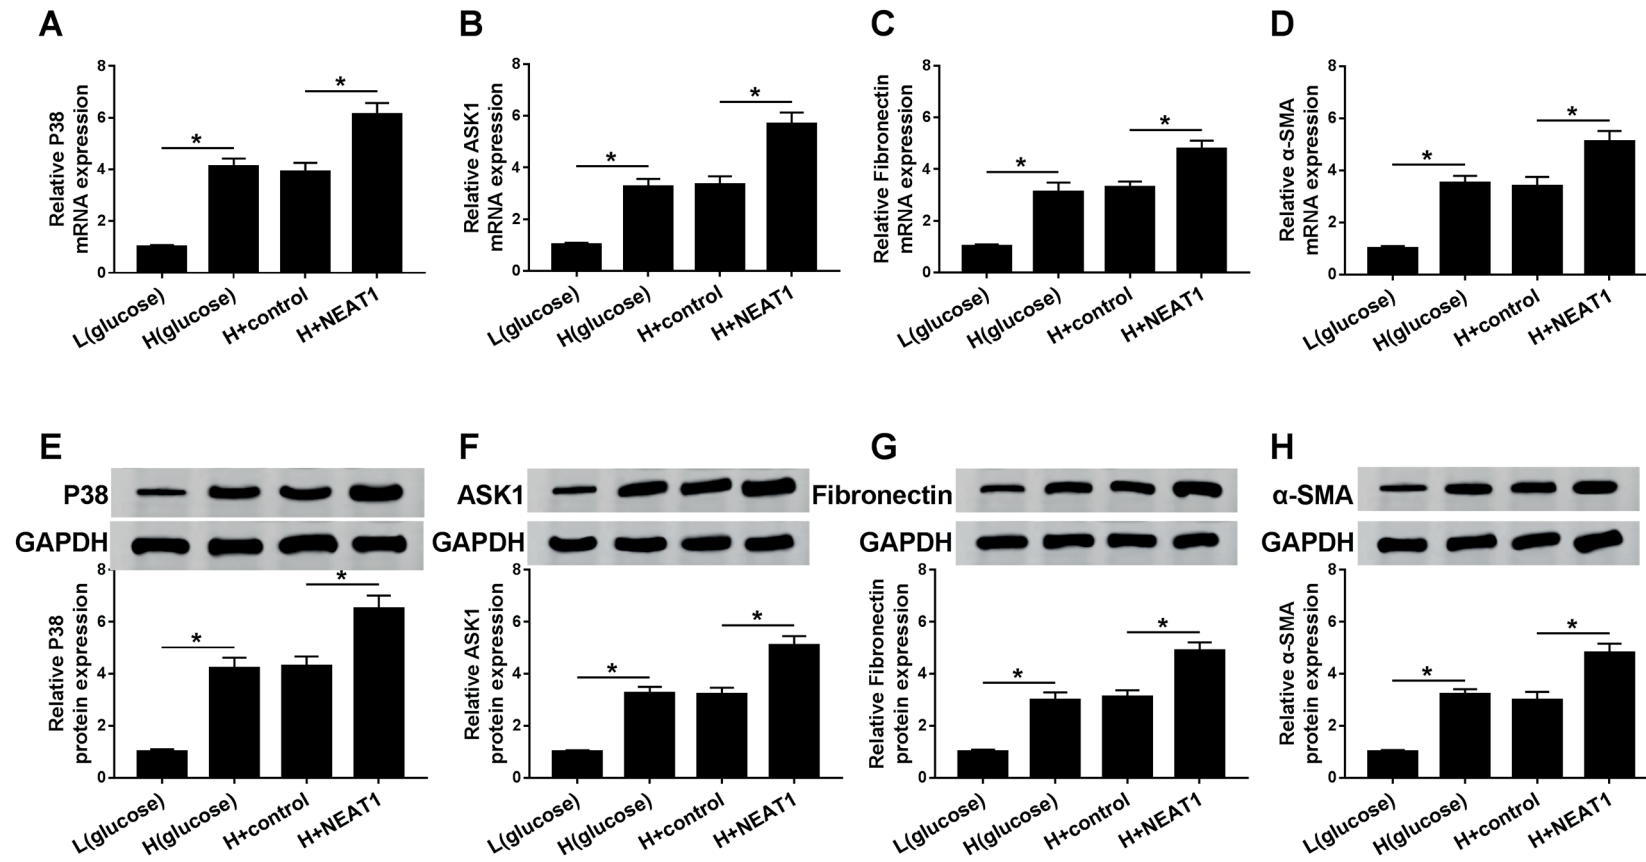 A
Relative P38
mRNA expression
8
6
4
2
0
*
*
L(glucose)
H(glucose)
H+control
H+NEAT1
B
Relative ASK1
mRNA expression
8
6
4
2
0
*
*
L(glucose)
H(glucose)
H+control
H+NEAT1
C
Relative Fibronectin
mRNA expression
8
6
4
2
0
*
*
L(glucose)
H(glucose)
H+control
H+NEAT1
D
Relative α-SMA
mRNA expression
8
6
4
2
0
*
*
L(glucose)
H(glucose)
H+control
H+NEAT1
E
P38
GAPDH
Relative P38
protein expression
8
6
4
2
0
*
*
L(glucose)
H(glucose)
H+control
H+NEAT1
F
ASK1
GAPDH
Relative ASK1
protein expression
8
6
4
2
0
*
*
L(glucose)
H(glucose)
H+control
H+NEAT1
G
Fibronectin
GAPDH
Relative Fibronectin
protein expression
8
6
4
2
0
*
*
L(glucose)
H(glucose)
H+control
H+NEAT1
H
α-SMA
GAPDH
Relative α-SMA
protein expression
8
6
4
2
0
*
*
L(glucose)
H(glucose)
H+control
H+NEAT1